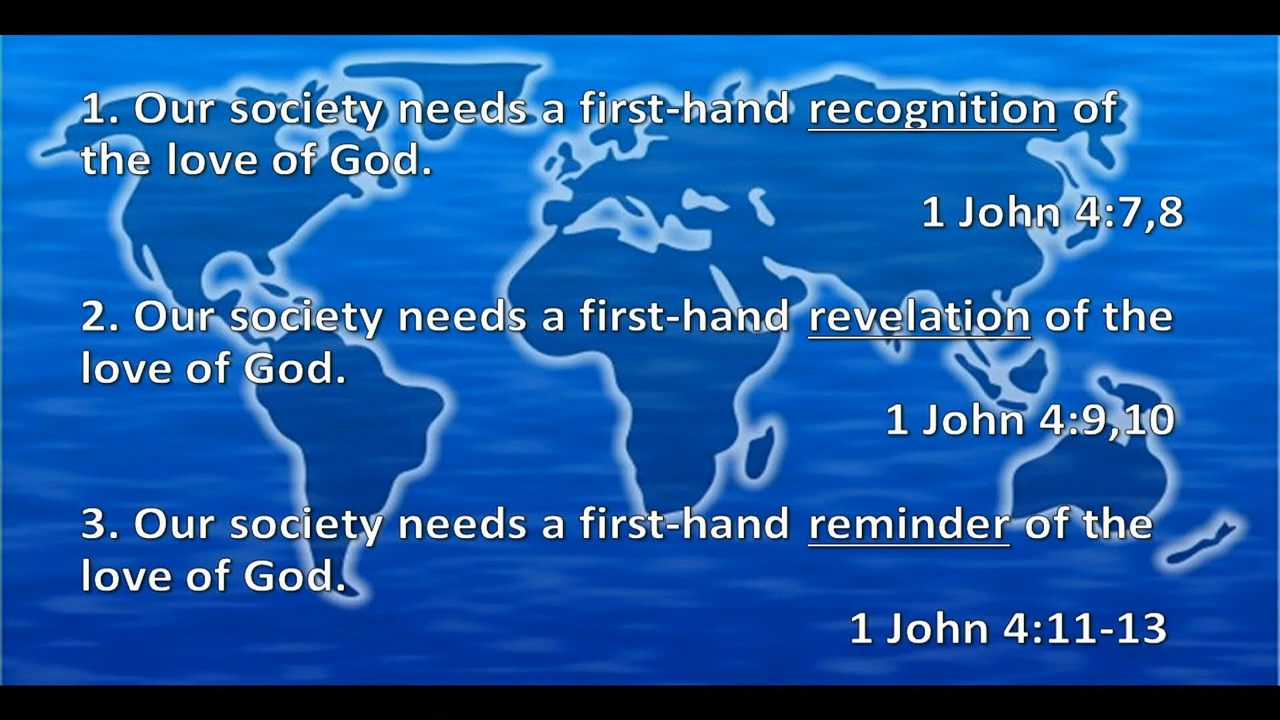 1. Our society needs a first-hand recognition of
the love of God.
1 John 4:7,8
2. Our society needs a first-hand revelation of the
love of God.
1 John 4:9,10
3. Our society needs a first-hand reminder of the
love of God.
1 John 4:11-13